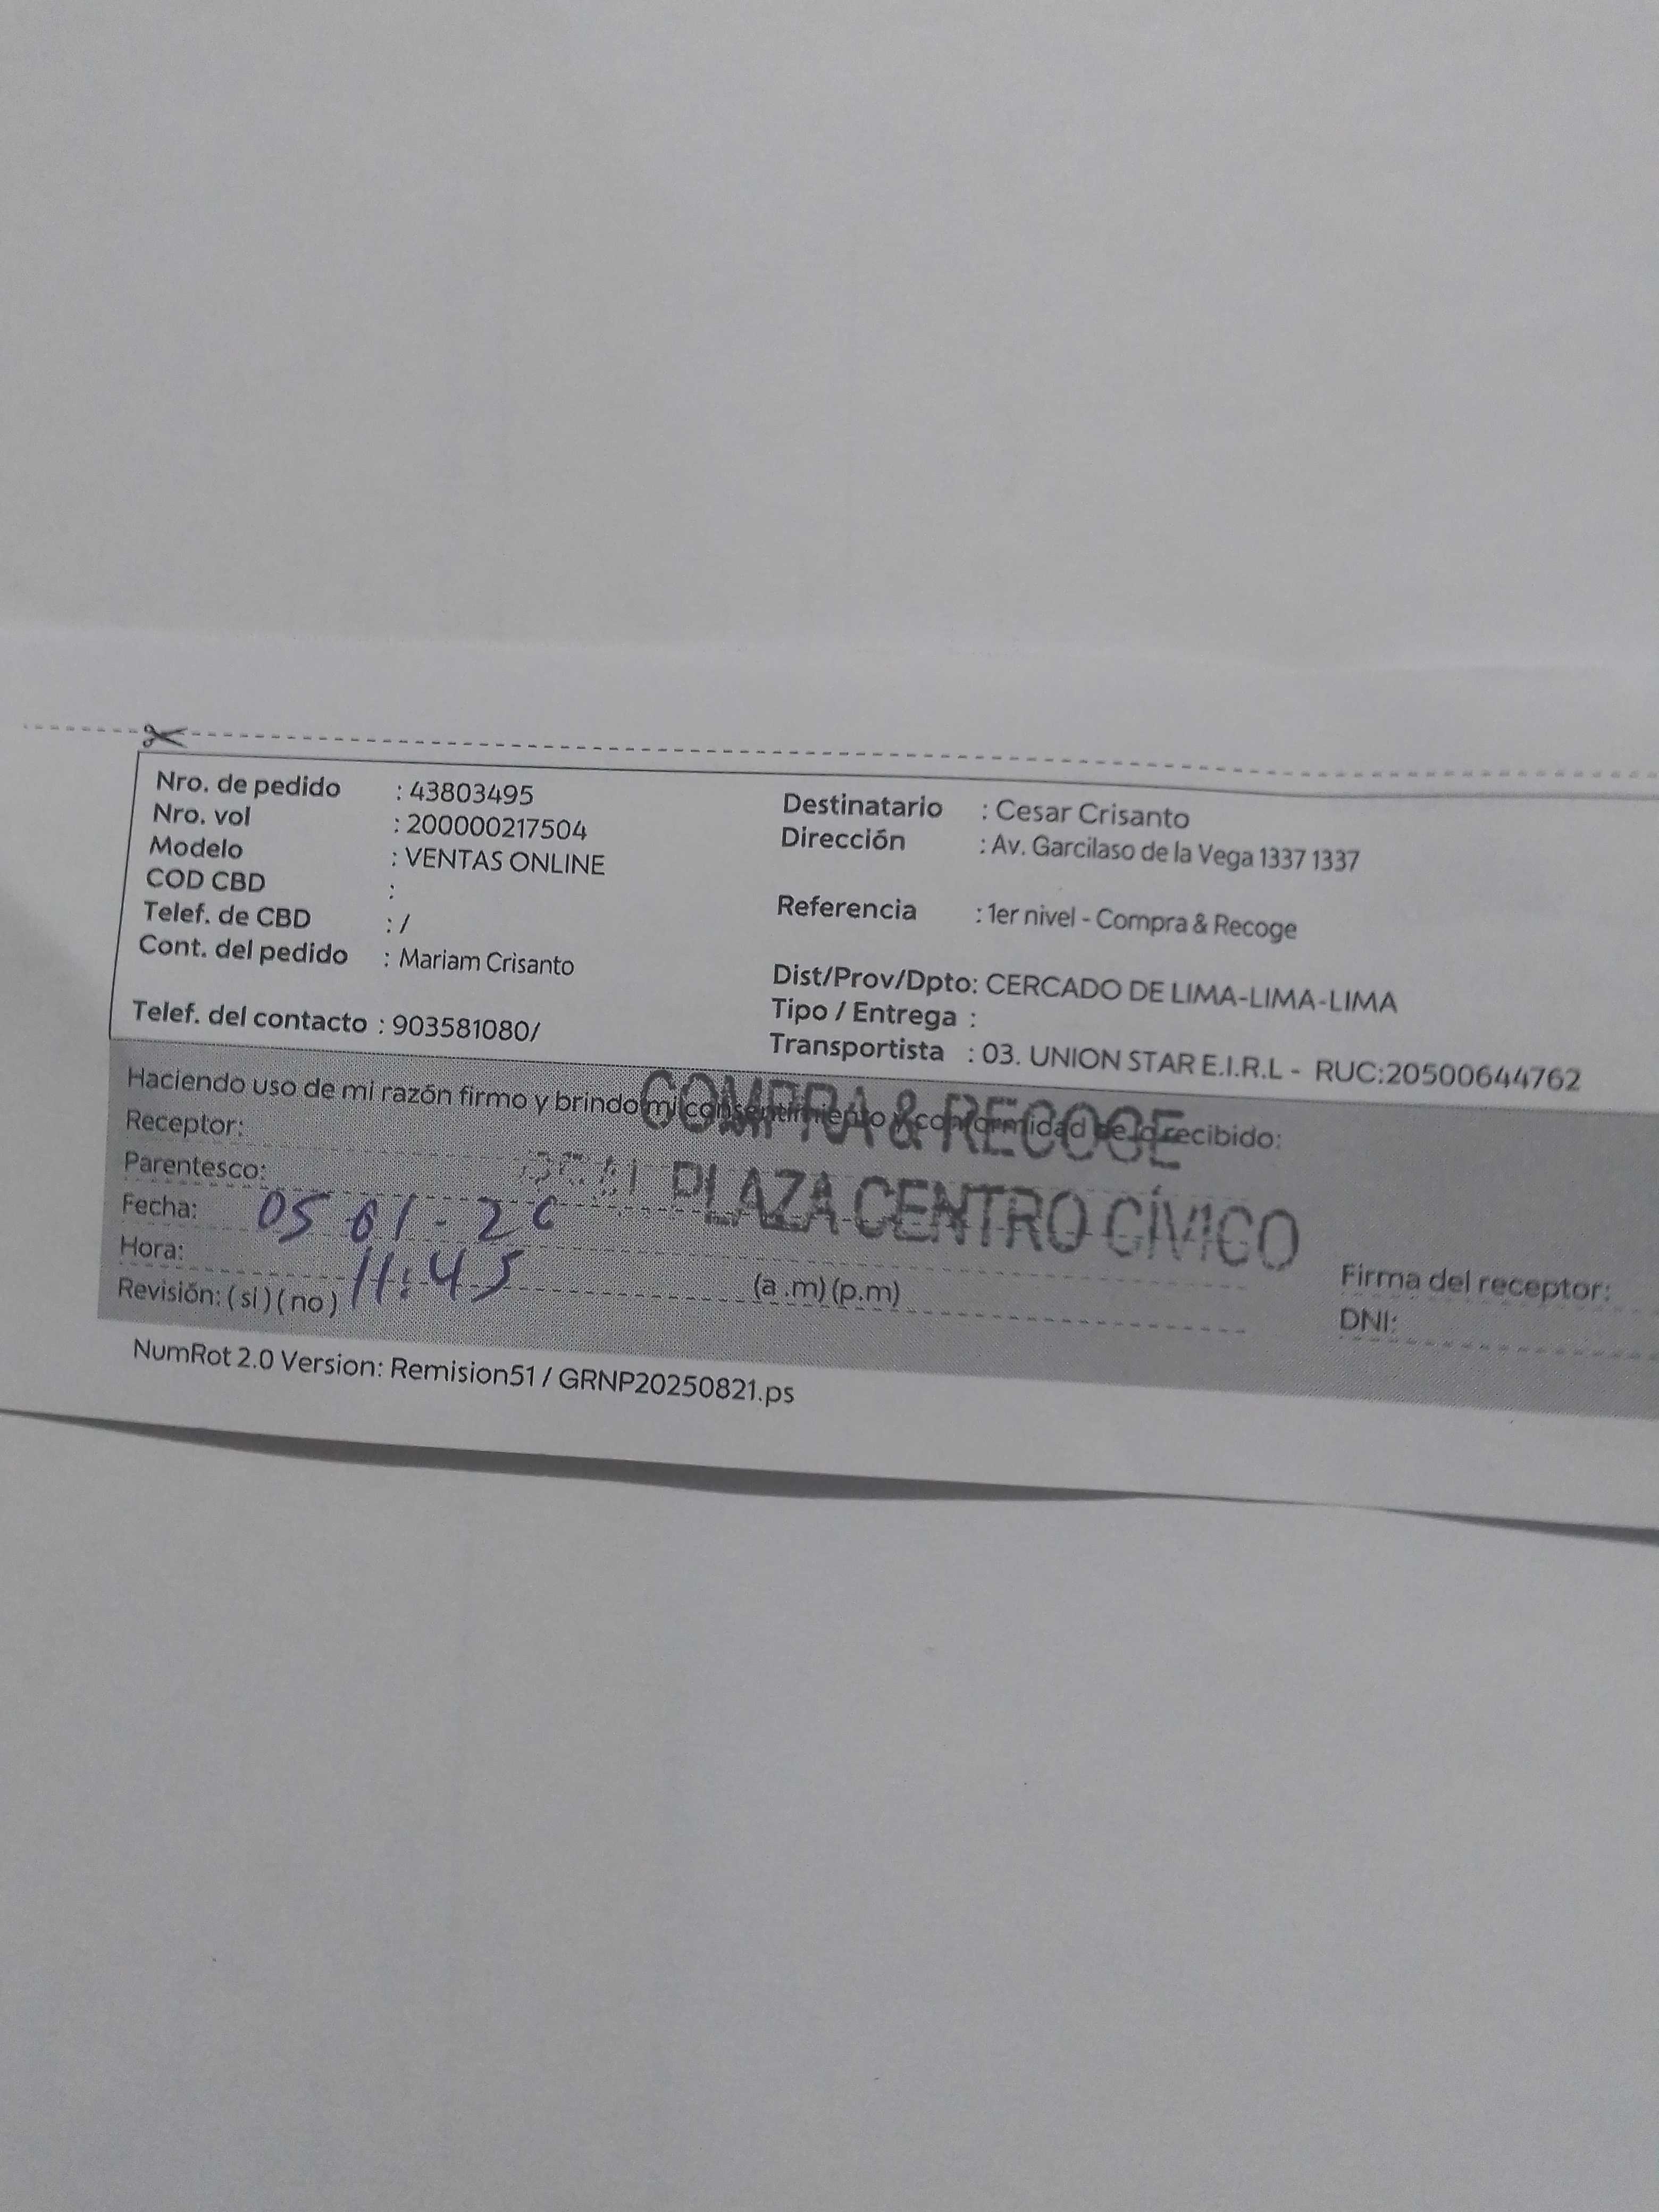 Nro. de pedido : 43803495
Nro. vol : 200000217504
Modelo : VENTAS ONLINE
COD CBD :
Telef. de CBD : /
Cont. del pedido : Mariam Crisanto
Telef. del contacto : 903581080/
Destinatario : Cesar Crisanto
Dirección : Av. Garcilaso de la Vega 1337 1337
Referencia : 1er nivel - Compra & Recoge
Dist/Prov/Dpto: CERCADO DE LIMA-LIMA-LIMA
Tipo / Entrega :
Transportista : 03. UNION STAR E.I.R.L - RUC:20500644762
Haciendo uso de mi razón firmo y brindo mi consentimiento y conformidad de lo recibido:
COMPRA & RECOGE
Receptor:
PLAZA CENTRO CÍVICO
Parentesco:
Fecha: 05 01-26
Hora: 11:45 (a .m) (p.m)
Revisión: ( si ) ( no )
Firma del receptor:
DNI:
NumRot 2.0 Version: Remision51 / GRNP20250821.ps